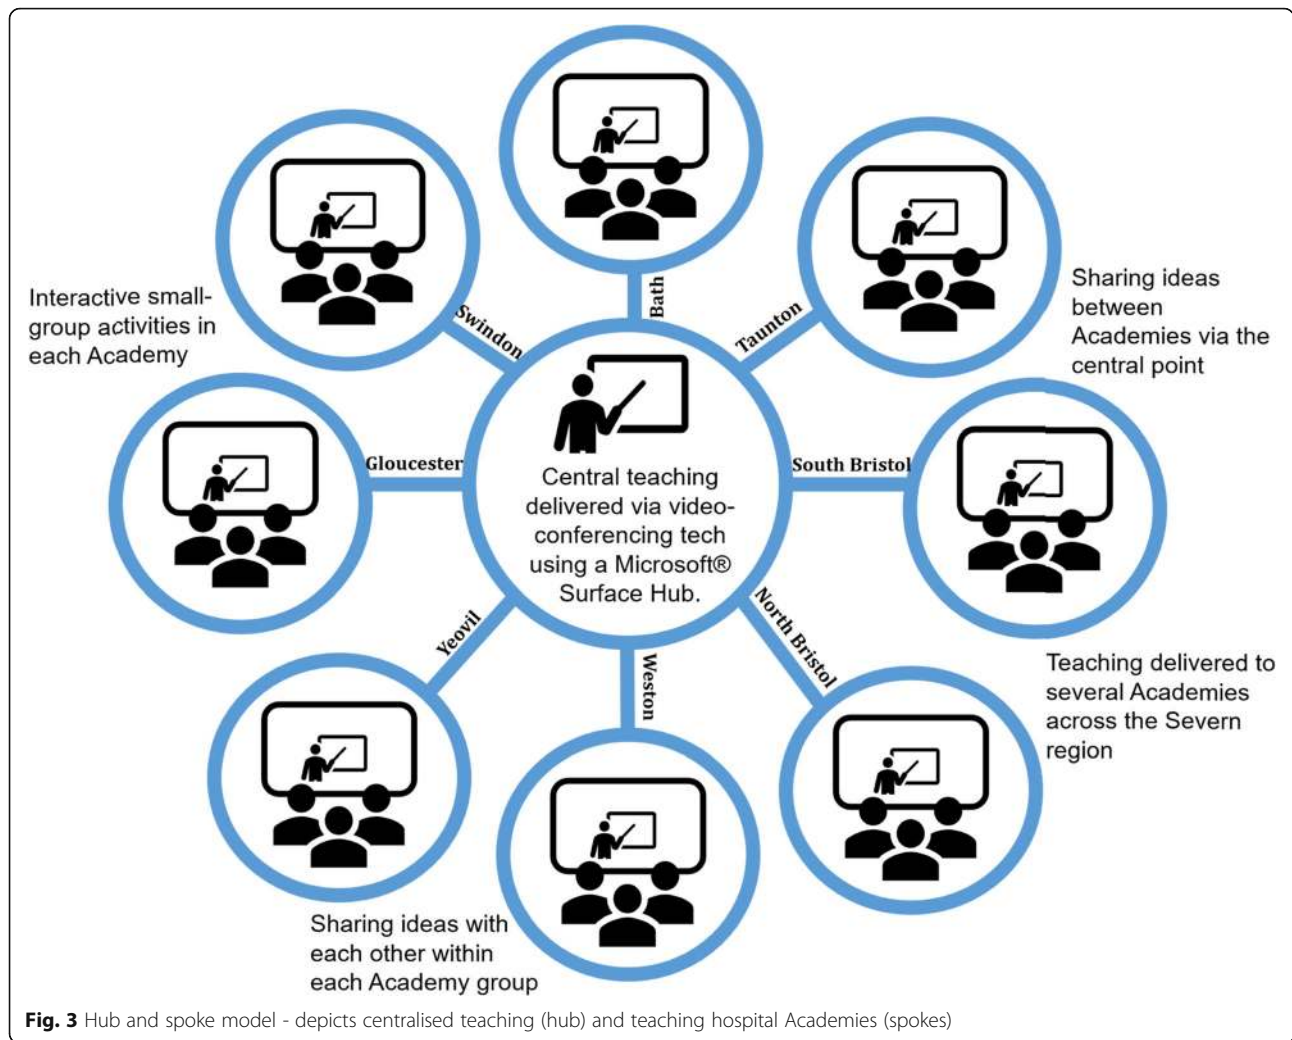 Bath
Swindon
Taunton
Interactive small-
group activities in
each Academy
Sharing ideas
between
Academies via the
central point
Gloucester
South Bristol
Central teaching
delivered via video-
conferencing tech
using a Microsoft®
Surface Hub.
Yeovil
Weston
North Bristol
Teaching delivered to
several Academies
across the Severn
region
Sharing ideas with
each other within
each Academy group
Fig. 3 Hub and spoke model - depicts centralised teaching (hub) and teaching hospital Academies (spokes)